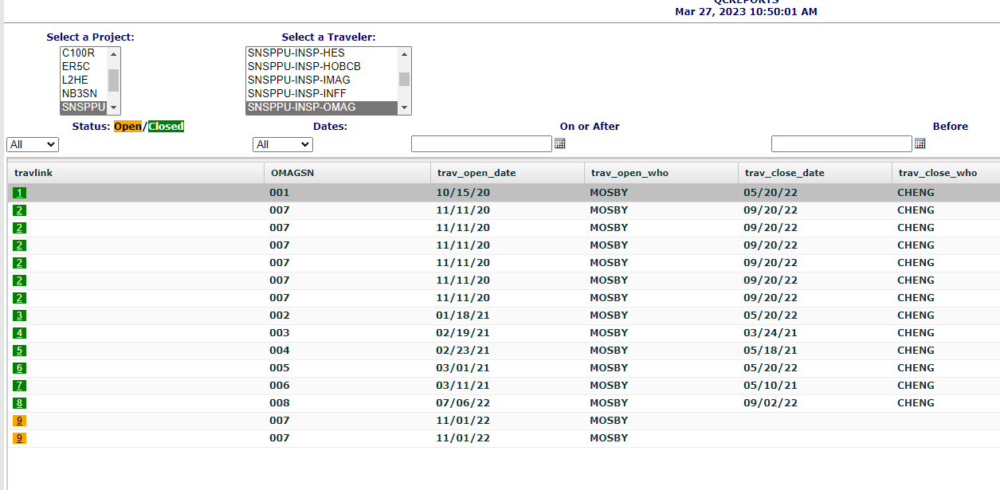 QCREPORTS
Mar 27, 2023 10:50:01 AM
Select a Project: Select a Traveler:
C100R SNSPPU-INSP-HES
ER5C SNSPPU-INSP-HOBCB
L2HE SNSPPU-INSP-IMAG
NB3SN SNSPPU-INSP-INFF
SNSPPU SNSPPU-INSP-OMAG
Status: Open/Closed Dates: On or After Before
All All
travlink OMAGSN trav_open_date trav_open_who trav_close_date trav_close_who
1 001 10/15/20 MOSBY 05/20/22 CHENG
2 007 11/11/20 MOSBY 09/20/22 CHENG
2 007 11/11/20 MOSBY 09/20/22 CHENG
2 007 11/11/20 MOSBY 09/20/22 CHENG
2 007 11/11/20 MOSBY 09/20/22 CHENG
2 007 11/11/20 MOSBY 09/20/22 CHENG
2 007 11/11/20 MOSBY 09/20/22 CHENG
3 002 01/18/21 MOSBY 05/20/22 CHENG
4 003 02/19/21 MOSBY 03/24/21 CHENG
5 004 02/23/21 MOSBY 05/18/21 CHENG
6 005 03/01/21 MOSBY 05/20/22 CHENG
7 006 03/11/21 MOSBY 05/10/21 CHENG
8 008 07/06/22 MOSBY 09/02/22 CHENG
9 007 11/01/22 MOSBY
9 007 11/01/22 MOSBY